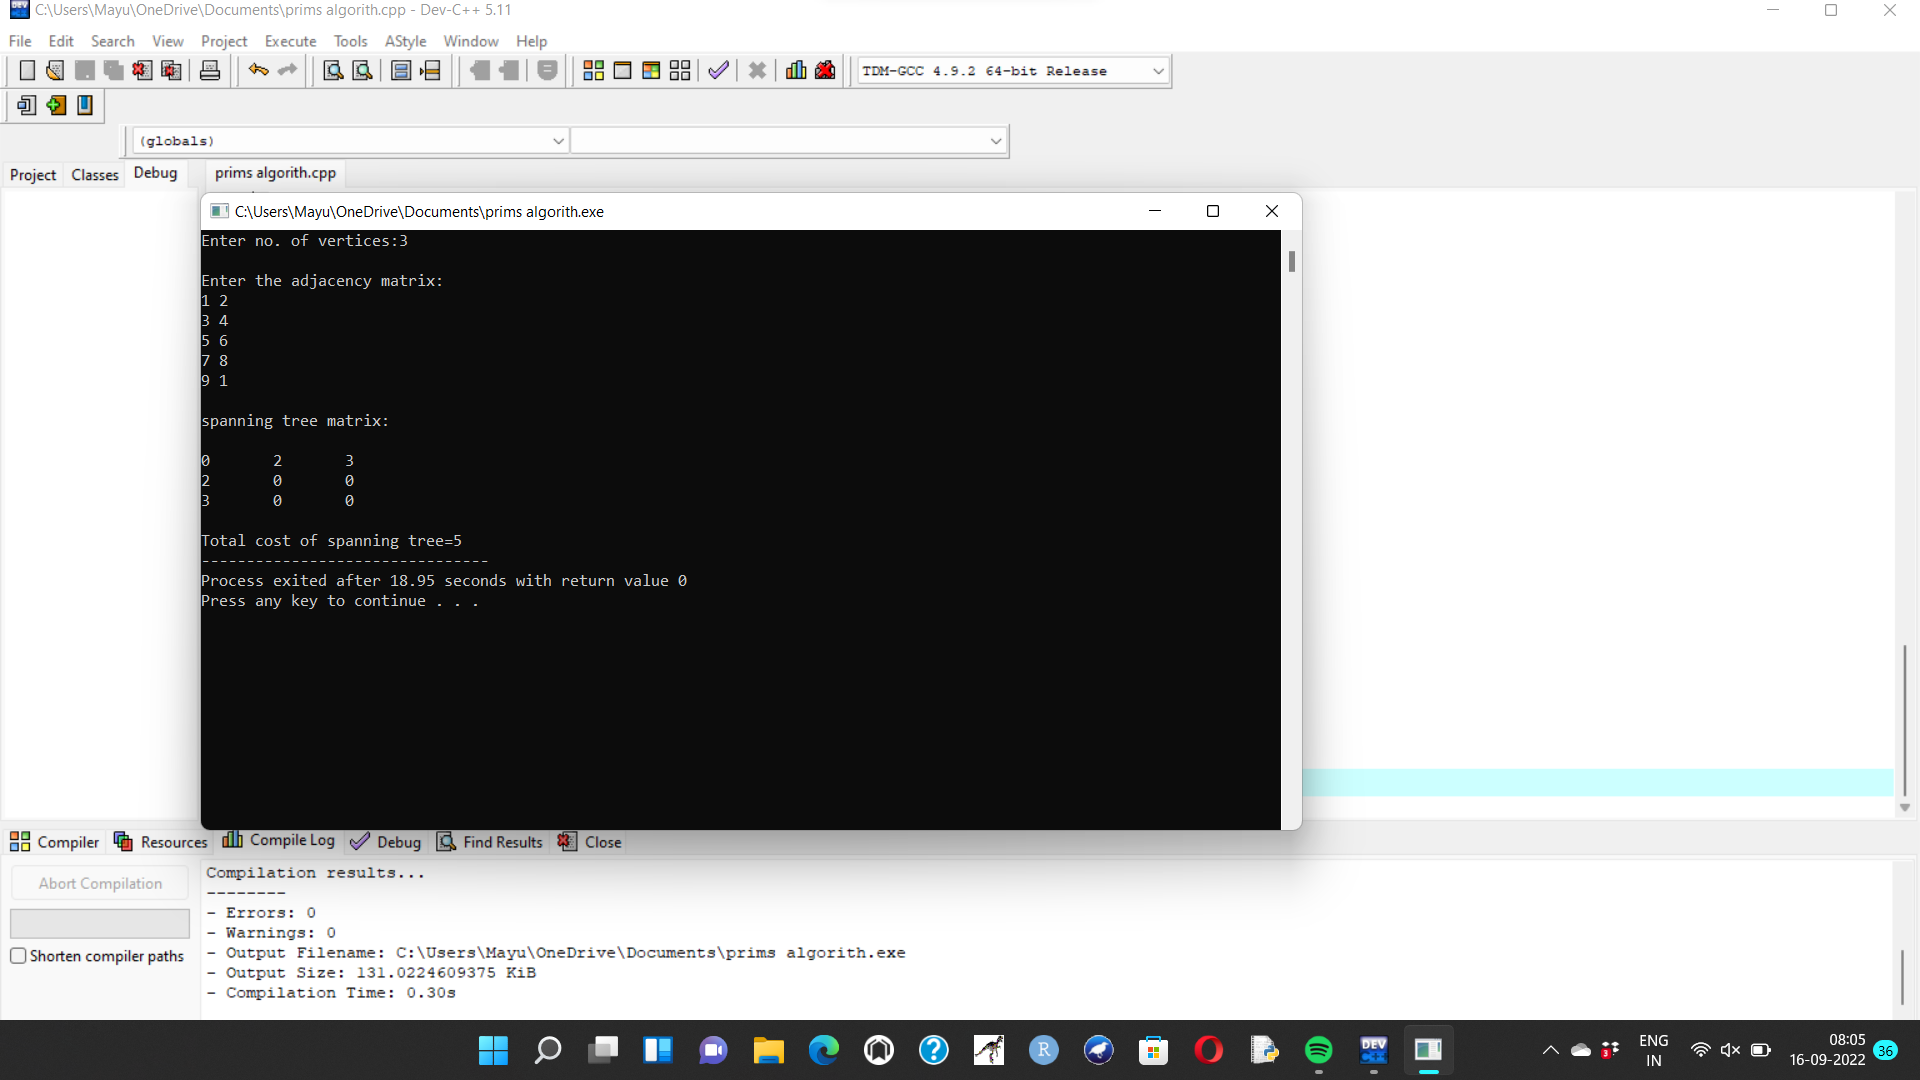 C:\Users\Mayu\OneDrive\Documents\prims algorith.cpp - Dev-C++ 5.11
File Edit Search View Project Execute Tools AStyle Window Help
TDM-GCC 4.9.2 64-bit Release
(globals)
Project Classes Debug prims algorith.cpp
C:\Users\Mayu\OneDrive\Documents\prims algorith.exe
Enter no. of vertices:3
Enter the adjacency matrix:
1 2
3 4
5 6
7 8
9 1
spanning tree matrix:
0 2 3
2 0 0
3 0 0
Total cost of spanning tree=5
--------------------------------
Process exited after 18.95 seconds with return value 0
Press any key to continue . . .
Compiler Resources Compile Log Debug Find Results Close
Abort Compilation
Shorten compiler paths
Compilation results...
--------
- Errors: 0
- Warnings: 0
- Output Filename: C:\Users\Mayu\OneDrive\Documents\prims algorith.exe
- Output Size: 131.0224609375 KiB
- Compilation Time: 0.30s
DEV
R
3
ENG
IN
08:05
16-09-2022
36